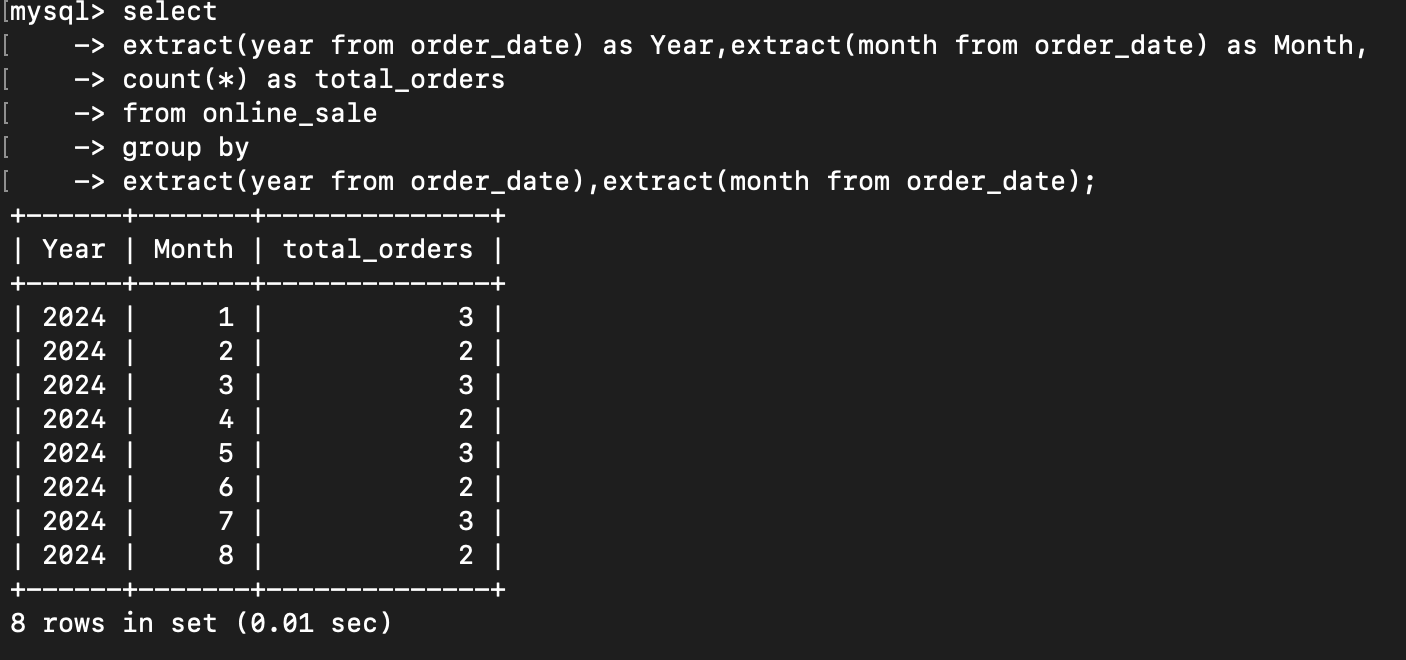 [mysql> select
[    -> extract(year from order_date) as Year,extract(month from order_date) as Month,
[    -> count(*) as total_orders
[    -> from online_sale
[    -> group by
[    -> extract(year from order_date),extract(month from order_date);
+------+-------+--------------+
| Year | Month | total_orders |
+------+-------+--------------+
| 2024 |     1 |            3 |
| 2024 |     2 |            2 |
| 2024 |     3 |            3 |
| 2024 |     4 |            2 |
| 2024 |     5 |            3 |
| 2024 |     6 |            2 |
| 2024 |     7 |            3 |
| 2024 |     8 |            2 |
+------+-------+--------------+
8 rows in set (0.01 sec)